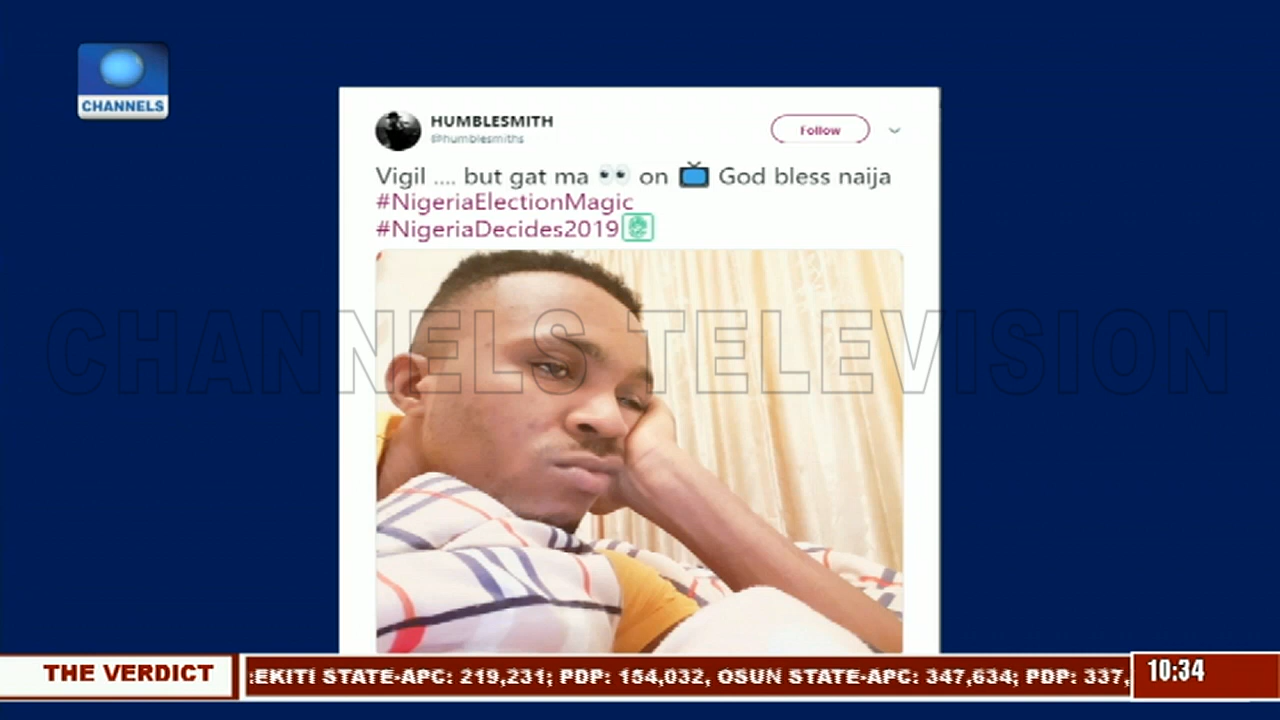 CHANNELS
HUMBLESMITH
@humblesmiths
Follow
Vigil .... but gat ma 👀 on 📺 God bless naija
#NigeriaElectionMagic
#NigeriaDecides2019
CHANNELS TELEVISION
THE VERDICT
:EKITI STATE-APC: 219,231; PDP: 154,032, OSUN STATE-APC: 347,634; PDP: 337,
10:34